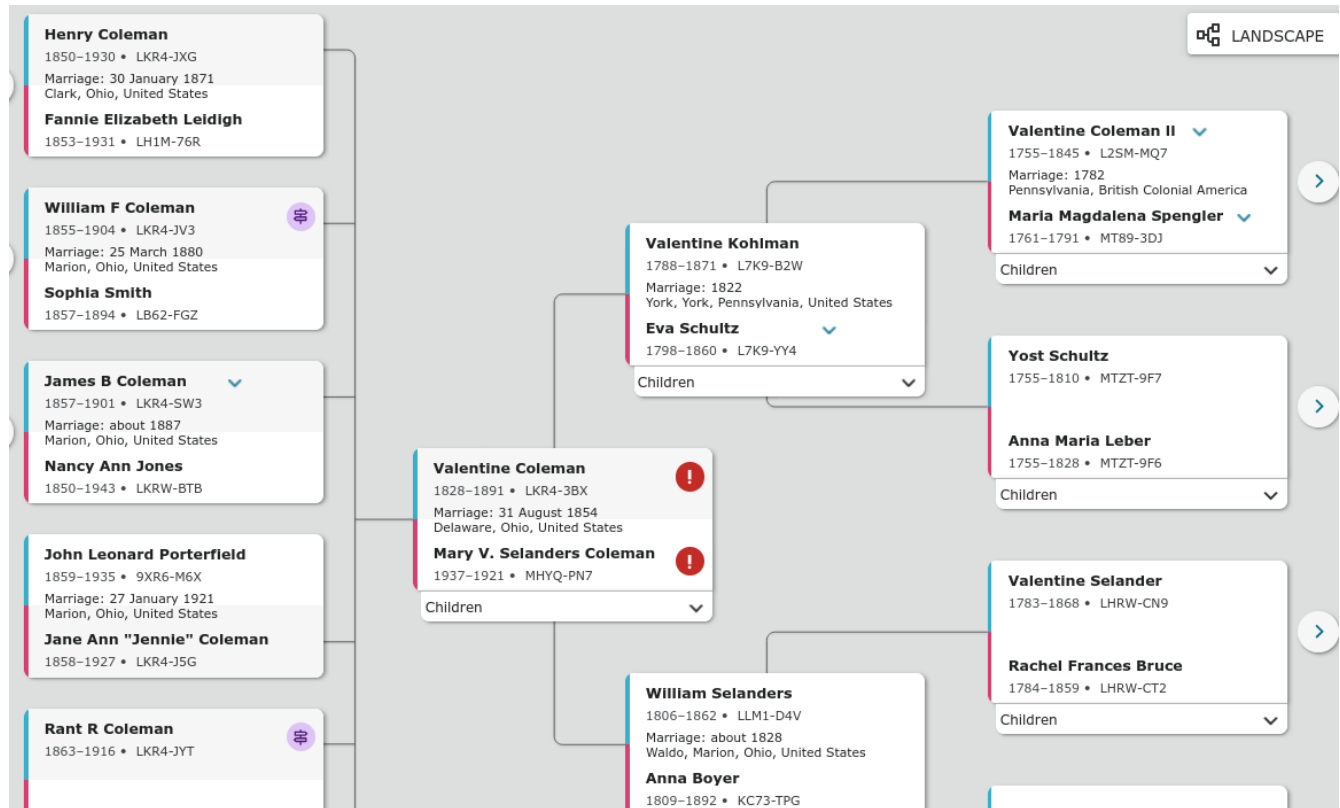 Henry Coleman
1850–1930 • LKR4-JXG
Marriage: 30 January 1871
Clark, Ohio, United States
Fannie Elizabeth Leidigh
1853–1931 • LH1M-76R
William F Coleman
1855–1904 • LKR4-JV3
Marriage: 25 March 1880
Marion, Ohio, United States
Sophia Smith
1857–1894 • LB62-FGZ
James B Coleman
1857–1901 • LKR4-SW3
Marriage: about 1887
Marion, Ohio, United States
Nancy Ann Jones
1850–1943 • LKRW-BTB
John Leonard Porterfield
1859–1935 • 9XR6-M6X
Marriage: 27 January 1921
Marion, Ohio, United States
Jane Ann "Jennie" Coleman
1858–1927 • LKR4-J5G
Rant R Coleman
1863–1916 • LKR4-JYT
Valentine Coleman
1828–1891 • LKR4-3BX
Marriage: 31 August 1854
Delaware, Ohio, United States
Mary V. Selanders Coleman
1937–1921 • MHYQ-PN7
Children
Valentine Kohlman
1788–1871 • L7K9-B2W
Marriage: 1822
York, York, Pennsylvania, United States
Eva Schultz
1798–1860 • L7K9-YY4
Children
William Selanders
1806–1862 • LLM1-D4V
Marriage: about 1828
Waldo, Marion, Ohio, United States
Anna Boyer
1809–1892 • KC73-TPG
LANDSCAPE
Valentine Coleman II
1755–1845 • L2SM-MQ7
Marriage: 1782
Pennsylvania, British Colonial America
Maria Magdalena Spengler
1761–1791 • MT89-3DJ
Children
Yost Schultz
1755–1810 • MTZT-9F7
Anna Maria Leber
1755–1828 • MTZT-9F6
Children
Valentine Selander
1783–1868 • LHRW-CN9
Rachel Frances Bruce
1784–1859 • LHRW-CT2
Children